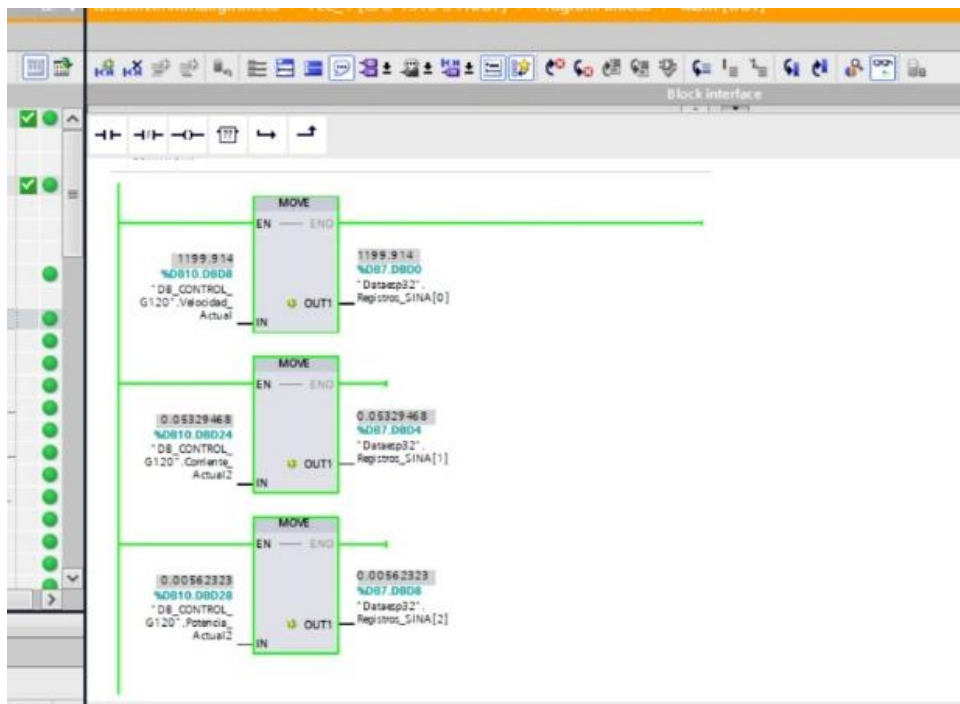 Block interface
MOVE
EN ENO
1199.914
%DB10.DBD8
"DB_CONTROL_
G120".Velocidad_
Actual
IN
OUT1
1199.914
%DB7.DBD0
"Dataesp32".
Registros_SINA[0]
MOVE
EN ENO
0.05329468
%DB10.DBD24
"DB_CONTROL_
G120".Corriente_
Actual2
IN
OUT1
0.05329468
%DB7.DBD4
"Dataesp32".
Registros_SINA[1]
MOVE
EN ENO
0.00562323
%DB10.DBD28
"DB_CONTROL_
G120".Potencia_
Actual2
IN
OUT1
0.00562323
%DB7.DBD8
"Dataesp32".
Registros_SINA[2]